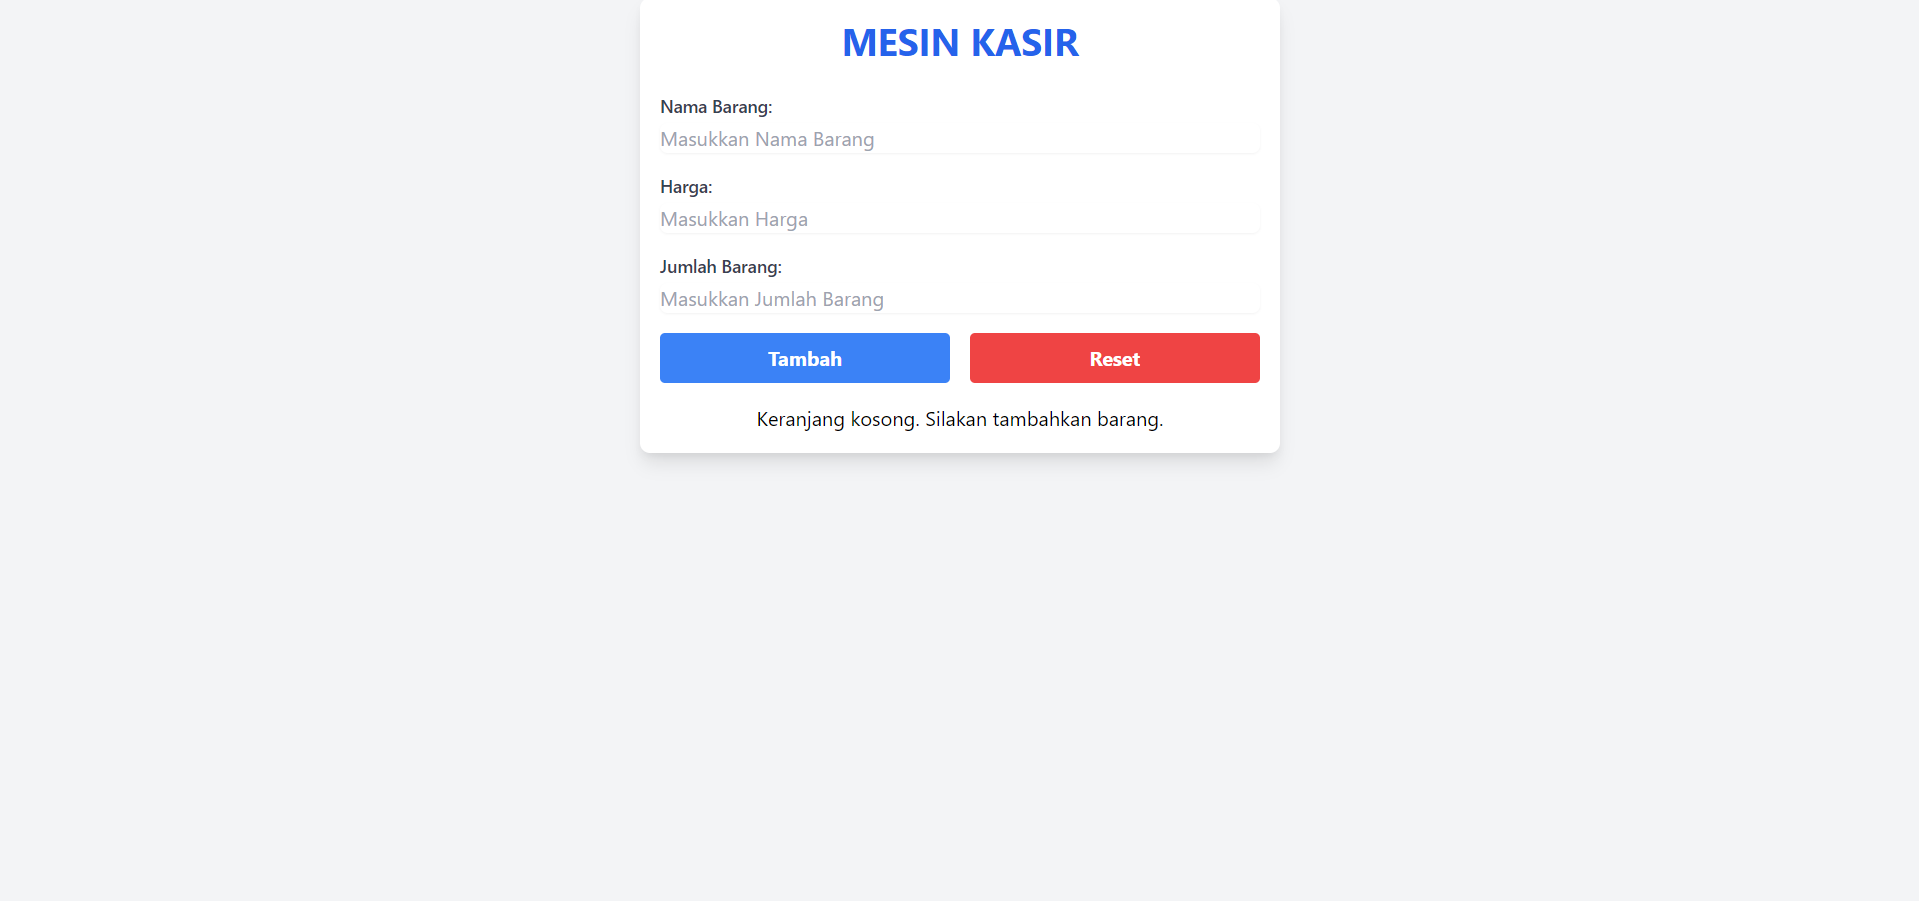 MESIN KASIR
Nama Barang:
Masukkan Nama Barang
Harga:
Masukkan Harga
Jumlah Barang:
Masukkan Jumlah Barang
Tambah Reset
Keranjang kosong. Silakan tambahkan barang.